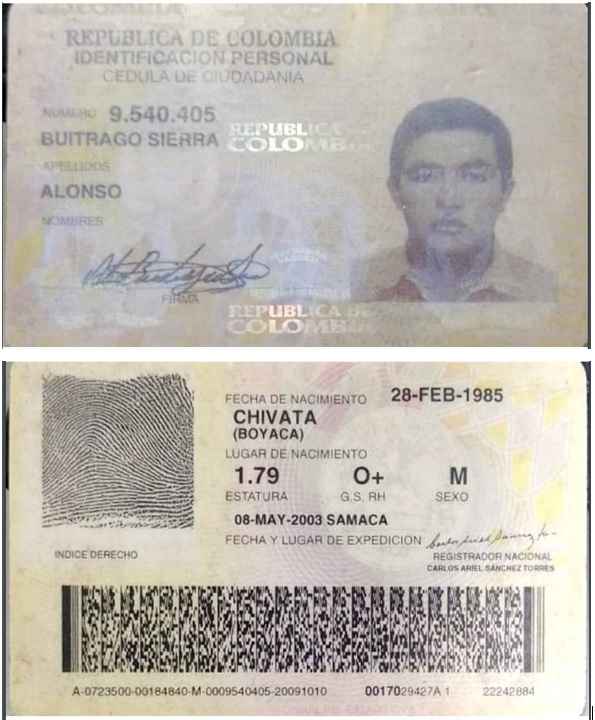 REPUBLICA DE COLOMBIA
IDENTIFICACION PERSONAL
CEDULA DE CIUDADANIA
NUMERO 9.540.405
BUITRAGO SIERRA
REPUBLICA
COLOMBIA
APELLIDOS
ALONSO
NOMBRES
FIRMA
REPUBLICA DE
COLOMBIA
FECHA DE NACIMIENTO 28-FEB-1985
CHIVATA
(BOYACA)
LUGAR DE NACIMIENTO
1.79 O+ M
ESTATURA G.S. RH SEXO
08-MAY-2003 SAMACA
FECHA Y LUGAR DE EXPEDICION
INDICE DERECHO
REGISTRADOR NACIONAL
CARLOS ARIEL SANCHEZ TORRES
A-0723500-00184840-M-0009540405-20091010 0017029427A 1 22242884